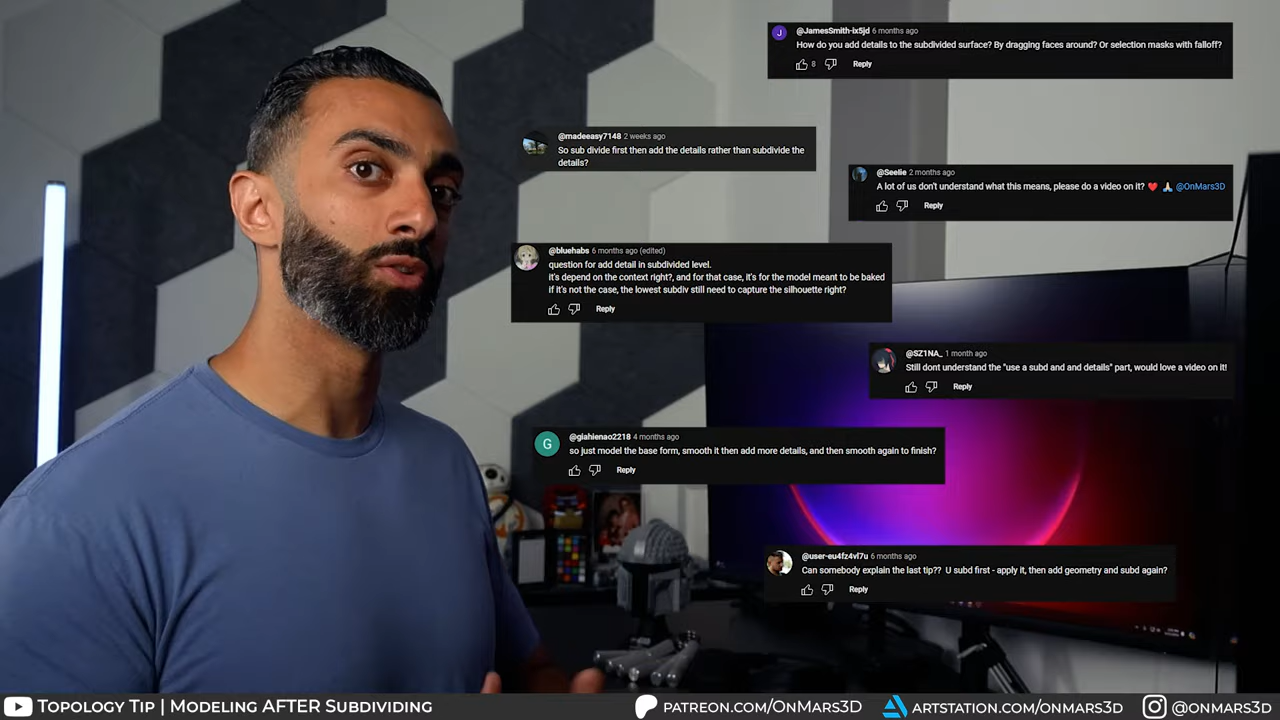 @JamesSmith-ix5jd 6 months ago
How do you add details to the subdivided surface? By dragging faces around? Or selection masks with falloff?
8 Reply
@madeeasy7148 2 weeks ago
So sub divide first then add the details rather than subdivide the
details?
@Seelie 2 months ago
A lot of us don't understand what this means, please do a video on it? ❤️ 🙏 @OnMars3D
Reply
@bluehabs 6 months ago (edited)
question for add detail in subdivided level.
it's depend on the context right?, and for that case, it's for the model meant to be baked
if it's not the case, the lowest subdiv still need to capture the silhouette right?
Reply
@SZ1NA_ 1 month ago
Still dont understand the "use a subd and and details" part, would love a video on it!
Reply
G
@giahienao2218 4 months ago
so just model the base form, smooth it then add more details, and then smooth again to finish?
Reply
@user-eu4fz4vl7u 6 months ago
Can somebody explain the last tip?? U subd first - apply it, then add geometry and subd again?
Reply
Topology Tip | Modeling AFTER Subdividing
patreon.com/OnMars3D
artstation.com/onmars3d
@onmars3d